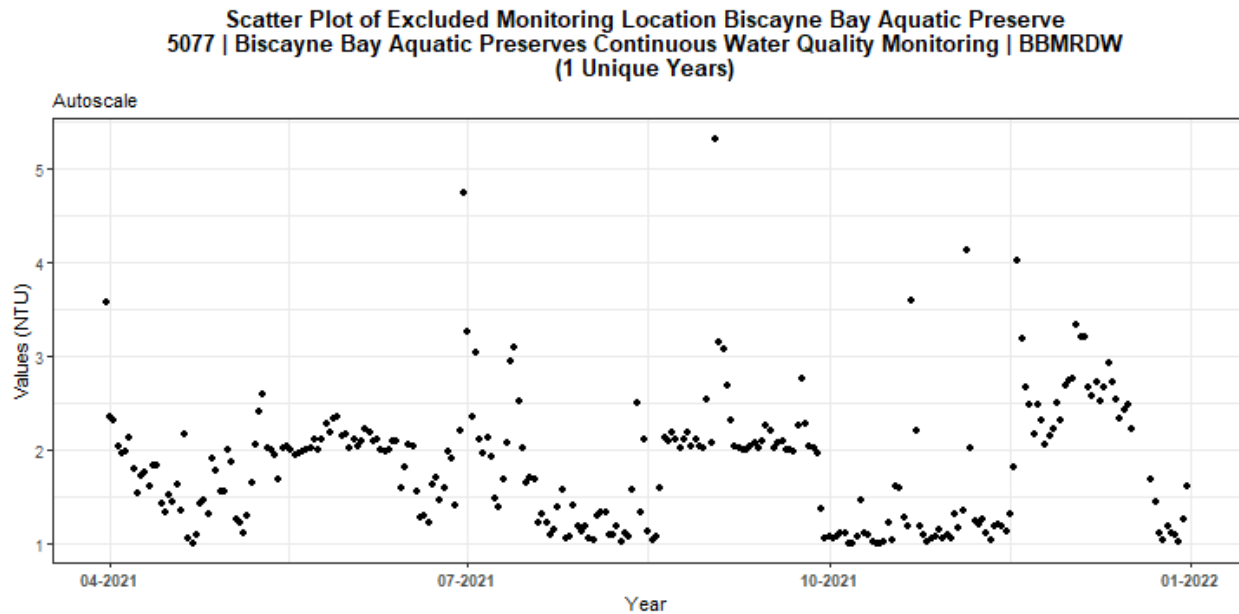 Scatter Plot of Excluded Monitoring Location Biscayne Bay Aquatic Preserve
5077 | Biscayne Bay Aquatic Preserves Continuous Water Quality Monitoring | BBMRDW
(1 Unique Years)
Autoscale
Values (NTU)
5
4
3
2
1
04-2021
07-2021
10-2021
01-2022
Year